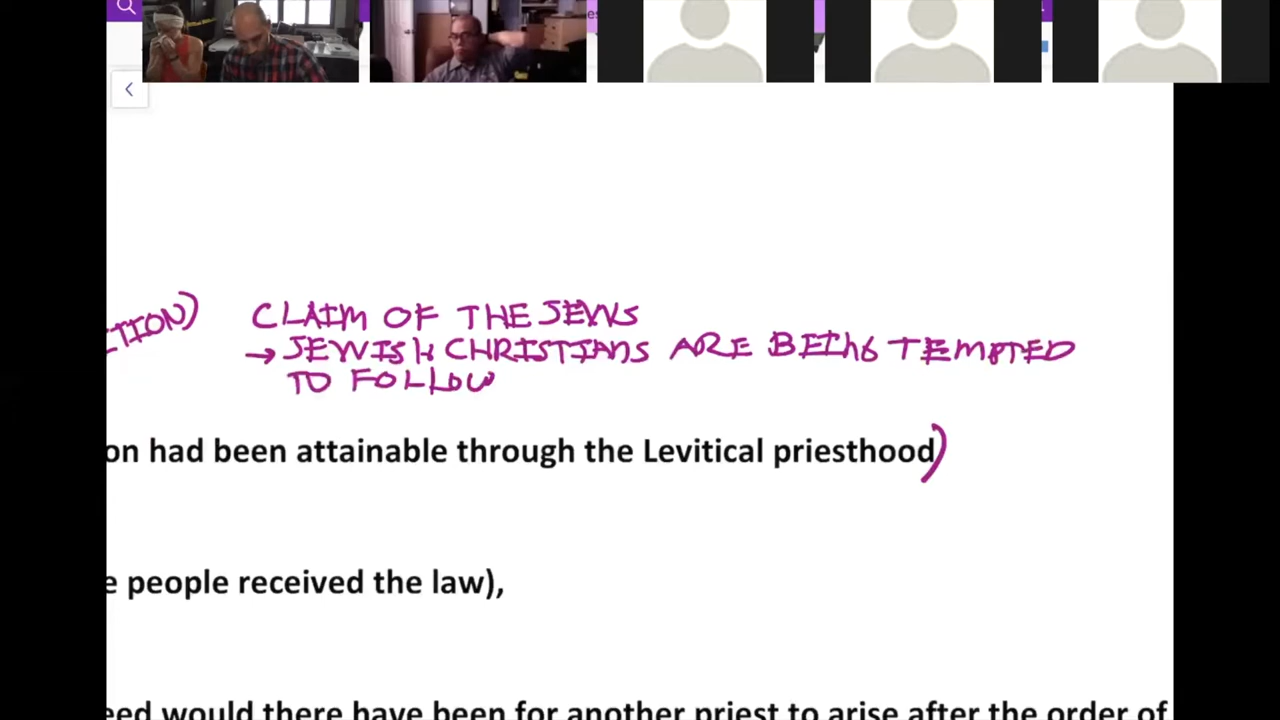 CTION) CLAIM OF THE JEWS
→ JEWISH CHRISTIANS ARE BEING TEMPTED
TO FOLLOW
on had been attainable through the Levitical priesthood)
e people received the law),
eed would there have been for another priest to arise after the order of